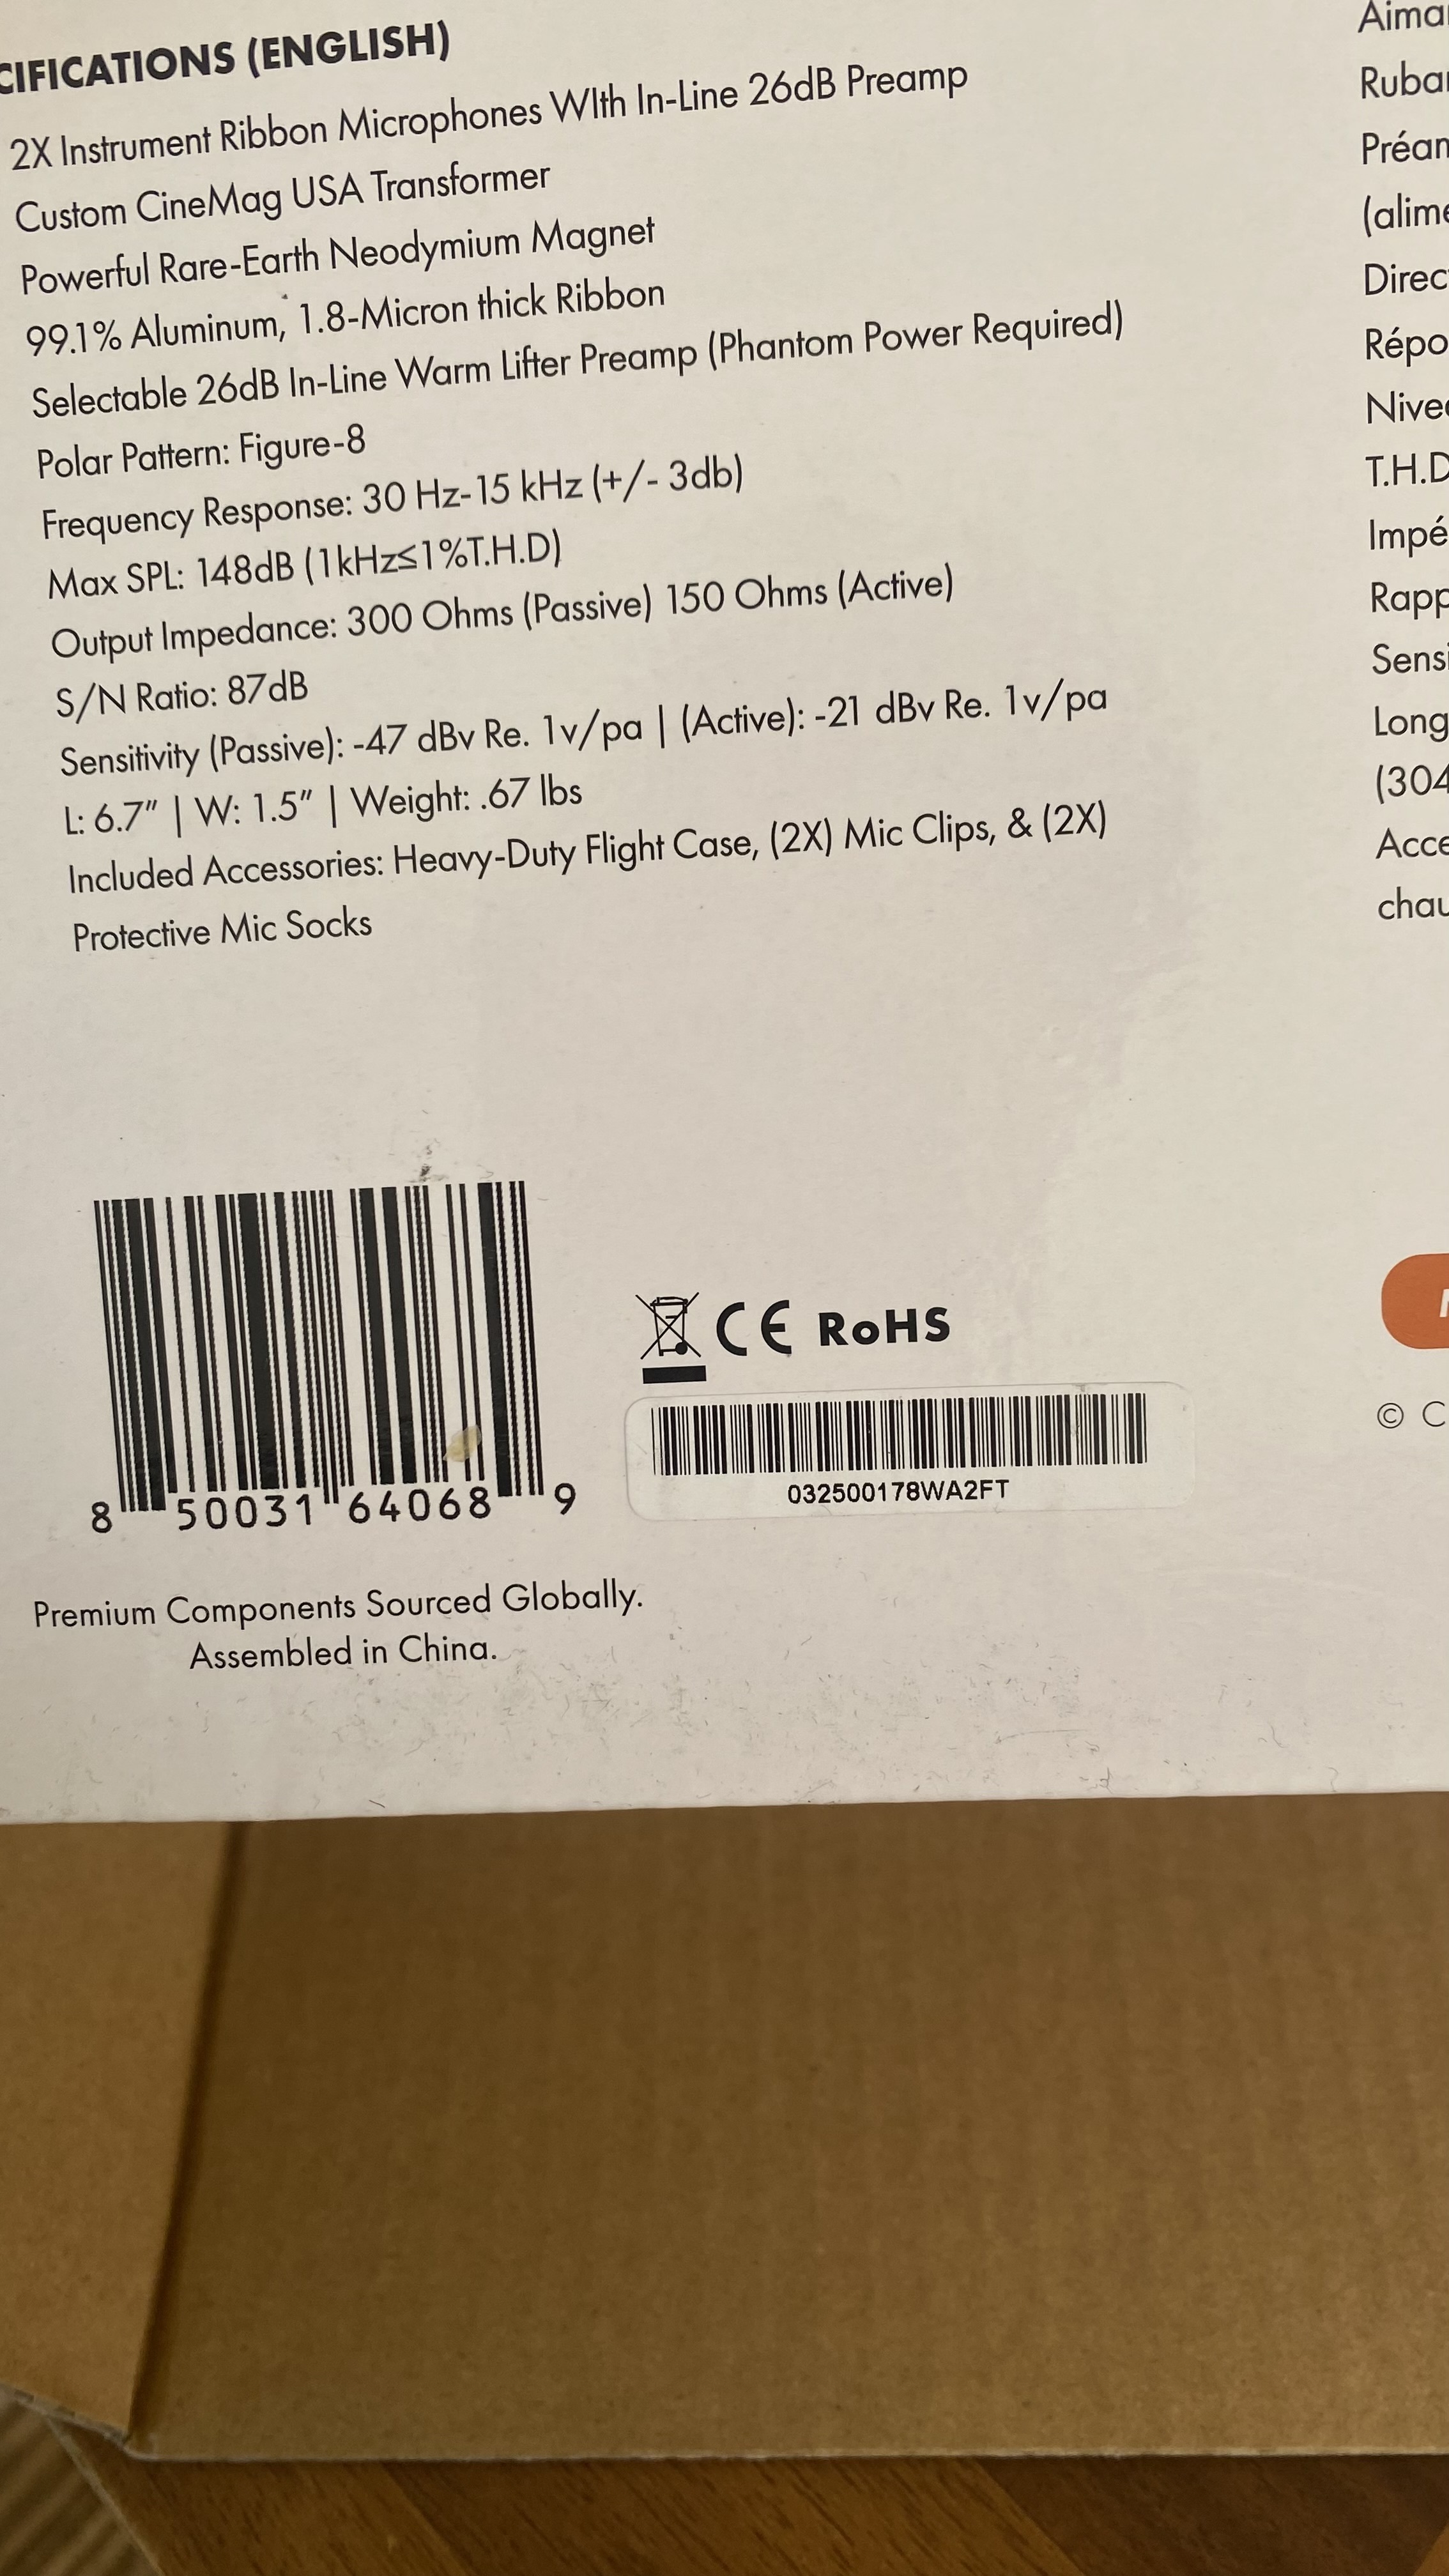 CIFICATIONS (ENGLISH)
2X Instrument Ribbon Microphones WIth In-Line 26dB Preamp
Custom CineMag USA Transformer
Powerful Rare-Earth Neodymium Magnet
99.1% Aluminum, 1.8-Micron thick Ribbon
Selectable 26dB In-Line Warm Lifter Preamp (Phantom Power Required)
Polar Pattern: Figure-8
Frequency Response: 30 Hz-15 kHz (+/- 3db)
Max SPL: 148dB (1kHz≤1%T.H.D)
Output Impedance: 300 Ohms (Passive) 150 Ohms (Active)
S/N Ratio: 87dB
Sensitivity (Passive): -47 dBv Re. 1v/pa | (Active): -21 dBv Re. 1v/pa
L: 6.7" | W: 1.5" | Weight: .67 lbs
Included Accessories: Heavy-Duty Flight Case, (2X) Mic Clips, & (2X)
Protective Mic Socks
8 50031 64068 9
CE RoHS
032500178WA2FT
Premium Components Sourced Globally.
Assembled in China.
Aima
Ruba
Préa
(alime
Direc
Répo
Nive
T.H.D
Impé
Rapp
Sensi
Long
(304
Acce
chau
© C